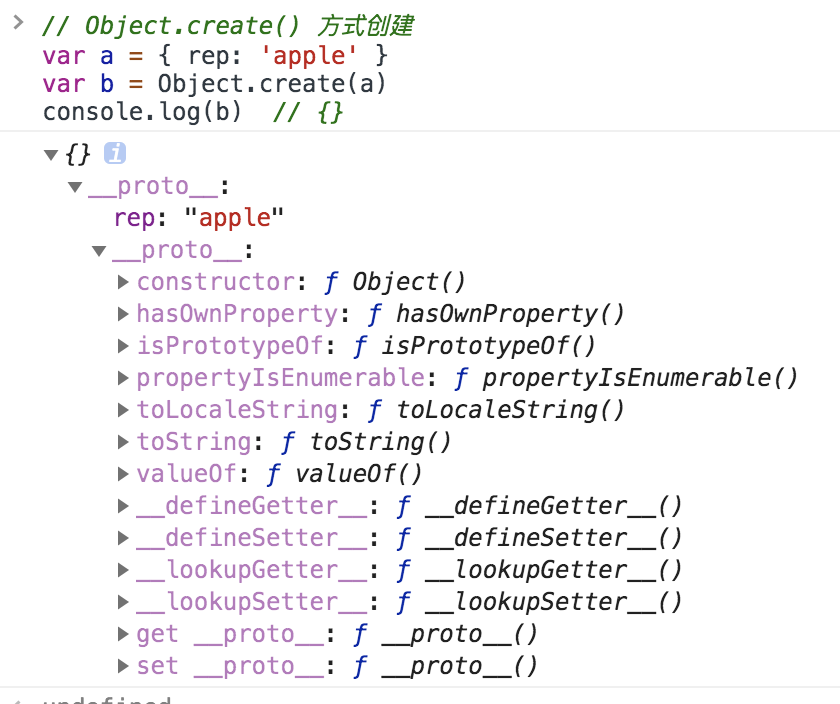 > // Object.create() 方式创建
var a = { rep: 'apple' }
var b = Object.create(a)
console.log(b)  // {}
▼{} i
▼__proto__:
rep: "apple"
▼__proto__:
▶constructor: ƒ Object()
▶hasOwnProperty: ƒ hasOwnProperty()
▶isPrototypeOf: ƒ isPrototypeOf()
▶propertyIsEnumerable: ƒ propertyIsEnumerable()
▶toLocaleString: ƒ toLocaleString()
▶toString: ƒ toString()
▶valueOf: ƒ valueOf()
▶__defineGetter__: ƒ __defineGetter__()
▶__defineSetter__: ƒ __defineSetter__()
▶__lookupGetter__: ƒ __lookupGetter__()
▶__lookupSetter__: ƒ __lookupSetter__()
▶get __proto__: ƒ __proto__()
▶set __proto__: ƒ __proto__()
undefined